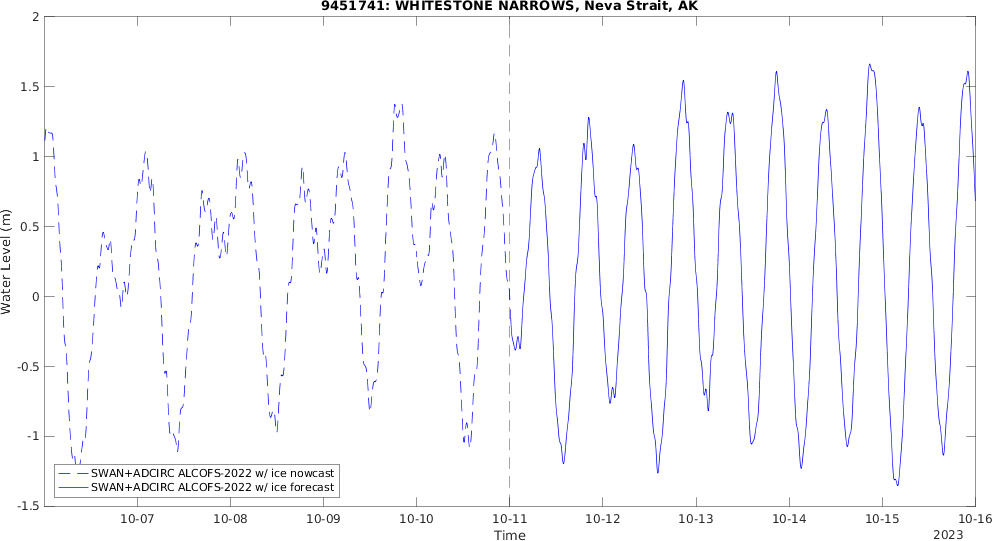 9451741: WHITESTONE NARROWS, Neva Strait, AK
2
1.5
1
0.5
0
-0.5
-1
-1.5
Water Level (m)
SWAN+ADCIRC ALCOFS-2022 w/ ice nowcast
SWAN+ADCIRC ALCOFS-2022 w/ ice forecast
10-07 10-08 10-09 10-10 10-11 10-12 10-13 10-14 10-15 10-16
Time
2023